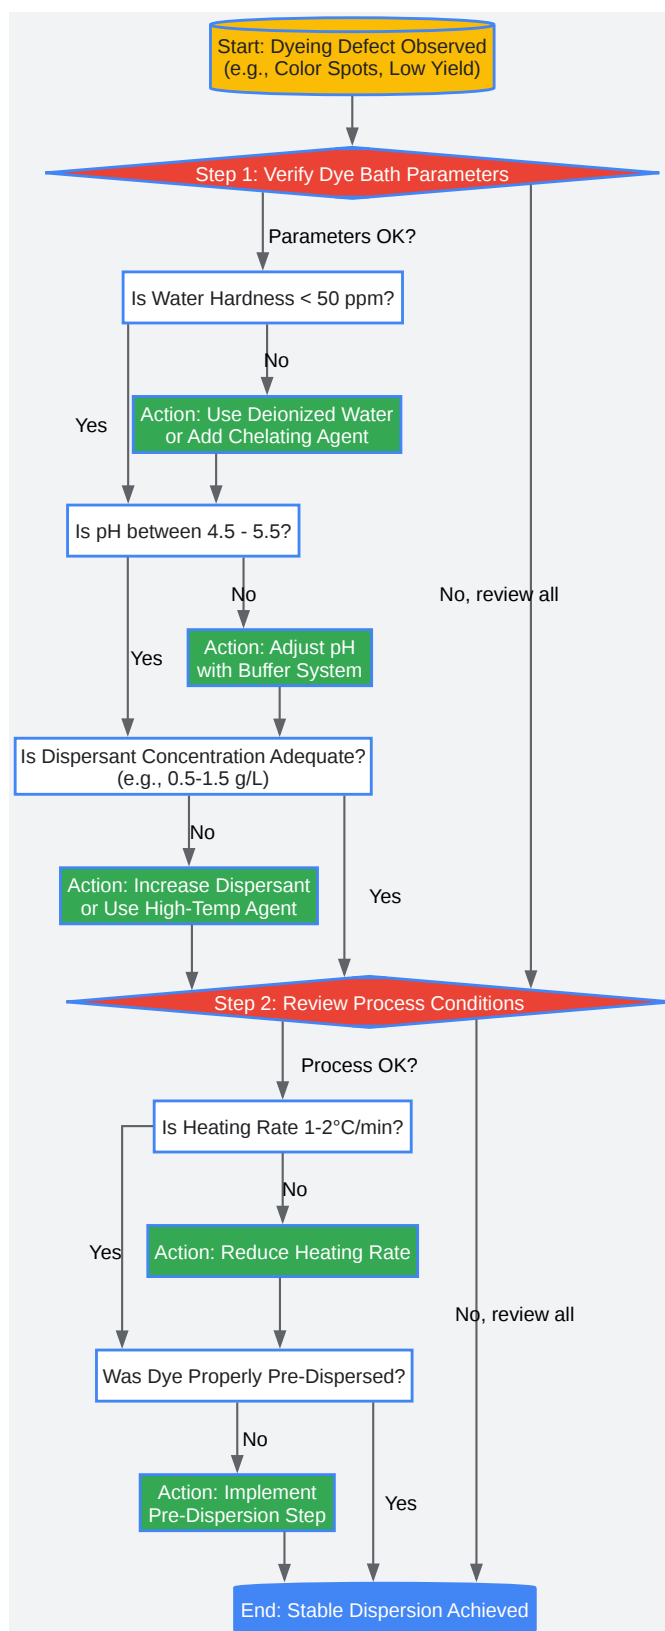 Start: Dyeing Defect Observed
(e.g., Color Spots, Low Yield)
Step 1: Verify Dye Bath Parameters
Parameters OK?
Is Water Hardness < 50 ppm?
No
Action: Use Deionized Water
or Add Chelating Agent
Yes
Is pH between 4.5 - 5.5?
No
No, review all
Action: Adjust pH
with Buffer System
Yes
Is Dispersant Concentration Adequate?
(e.g., 0.5-1.5 g/L)
No
Action: Increase Dispersant
or Use High-Temp Agent
Yes
Step 2: Review Process Conditions
Process OK?
Is Heating Rate 1-2°C/min?
No
Yes
Action: Reduce Heating Rate
No, review all
Was Dye Properly Pre-Dispersed?
No
Action: Implement
Pre-Dispersion Step
Yes
End: Stable Dispersion Achieved